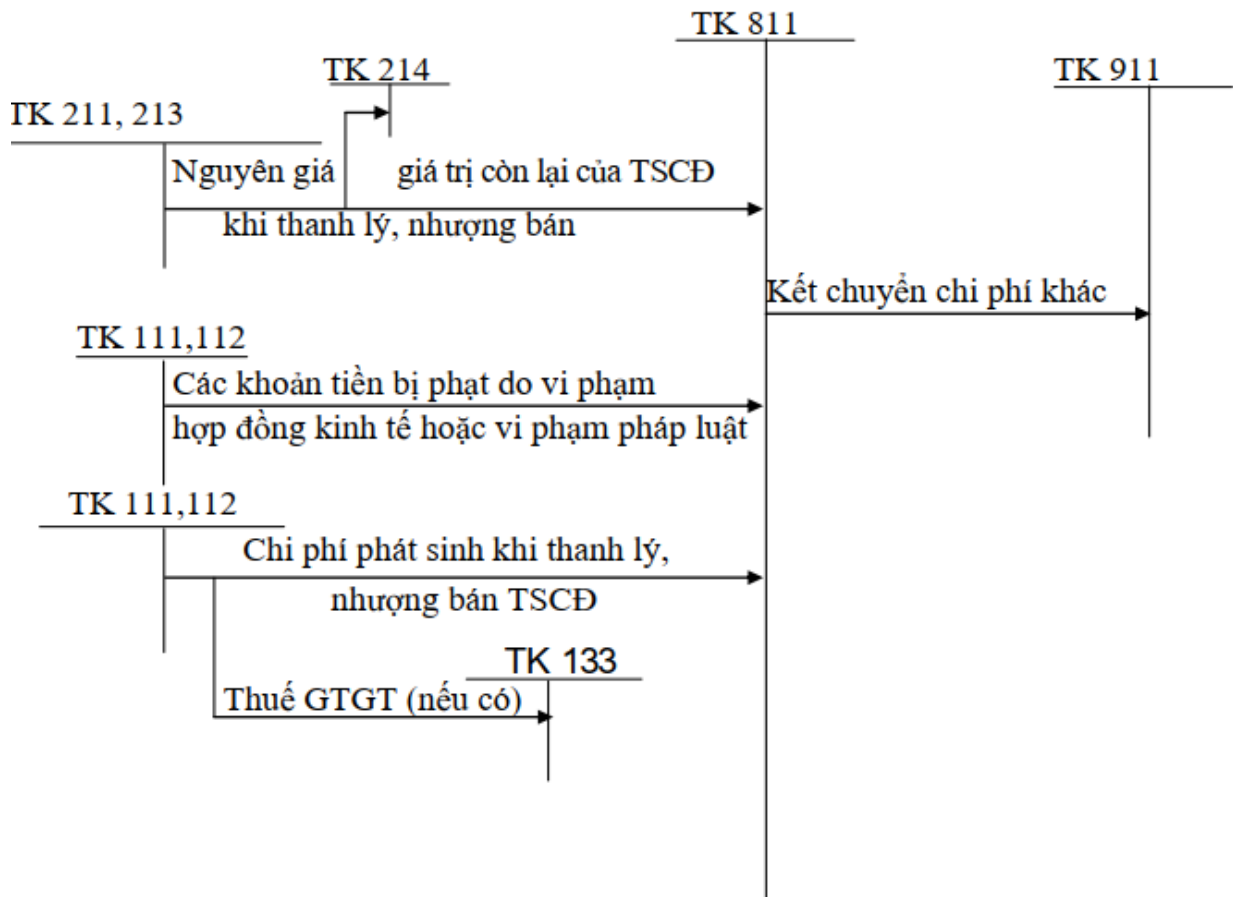 TK 811
TK 214
TK 911
TK 211, 213
Nguyên giá
giá trị còn lại của TSCĐ
khi thanh lý, nhượng bán
Kết chuyển chi phí khác
TK 111,112
Các khoản tiền bị phạt do vi phạm
hợp đồng kinh tế hoặc vi phạm pháp luật
TK 111,112
Chi phí phát sinh khi thanh lý,
nhượng bán TSCĐ
TK 133
Thuế GTGT (nếu có)